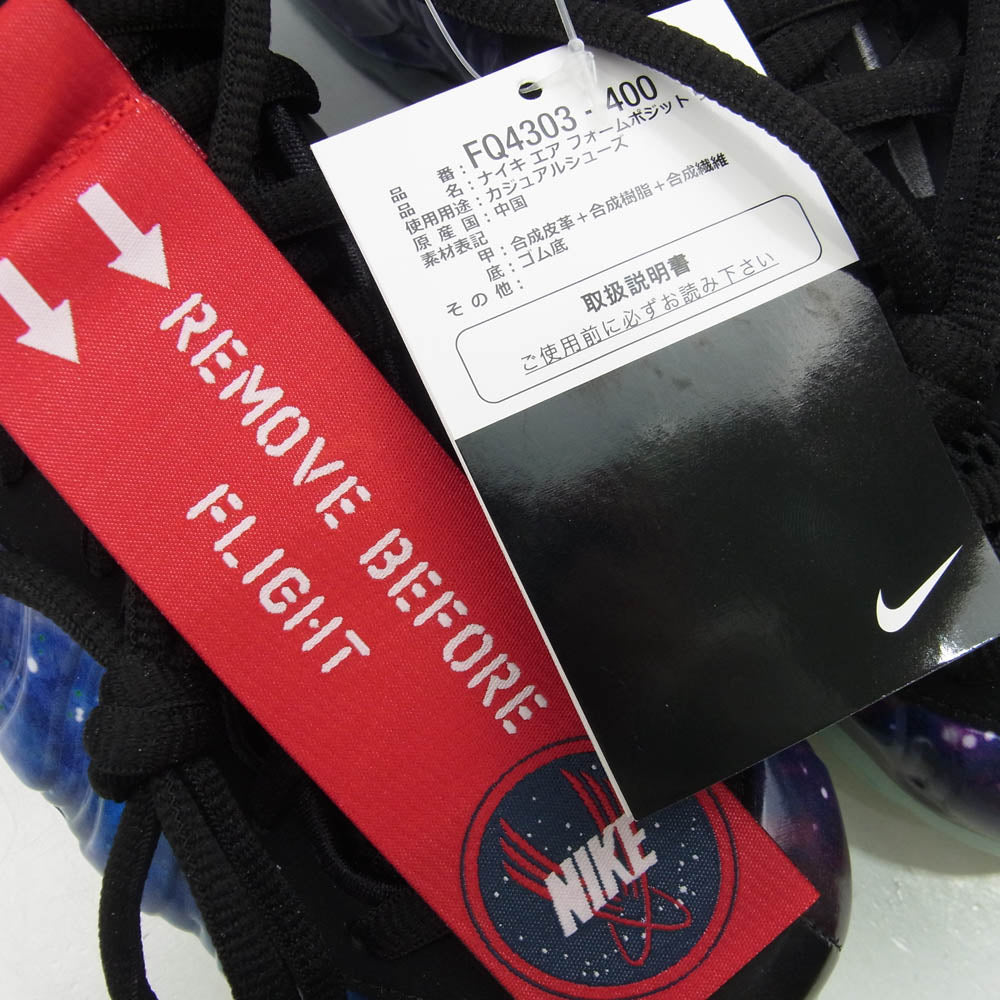 品 番：FQ4303 - 400
品 名：ナイキ エア フォームポジット
使用用途：カジュアルシューズ
原 産 国：中国
素材表記
甲：合成皮革＋合成樹脂＋合成繊維
底：ゴム底
そ の 他：
取扱説明書
ご使用前に必ずお読み下さい
REMOVE BEFORE
FLIGHT
NIKE